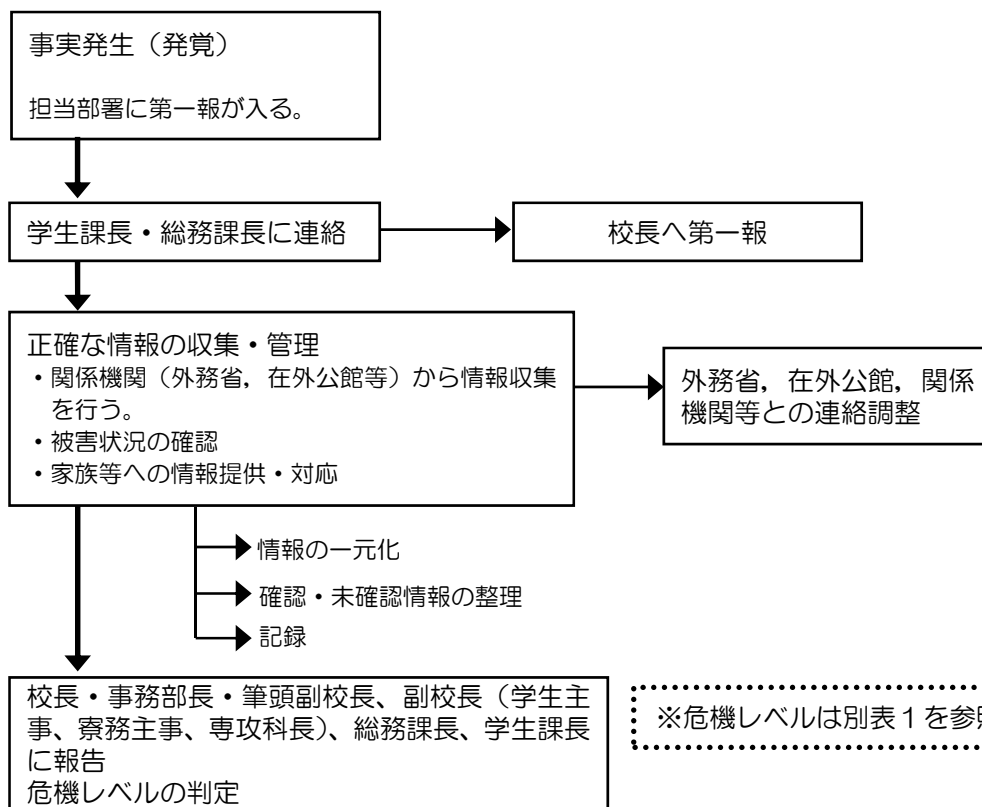 事実発生（発覚）
担当部署に第一報が入る。
学生課長・総務課長に連絡
校長へ第一報
正確な情報の収集・管理
・関係機関（外務省，在外公館等）から情報収集
を行う。
・被害状況の確認
・家族等への情報提供・対応
外務省，在外公館，関係
機関等との連絡調整
情報の一元化
確認・未確認情報の整理
記録
校長・事務部長・筆頭副校長、副校長（学生主
事、寮務主事、専攻科長）、総務課長、学生課長
に報告
危機レベルの判定
※危機レベルは別表１を参照